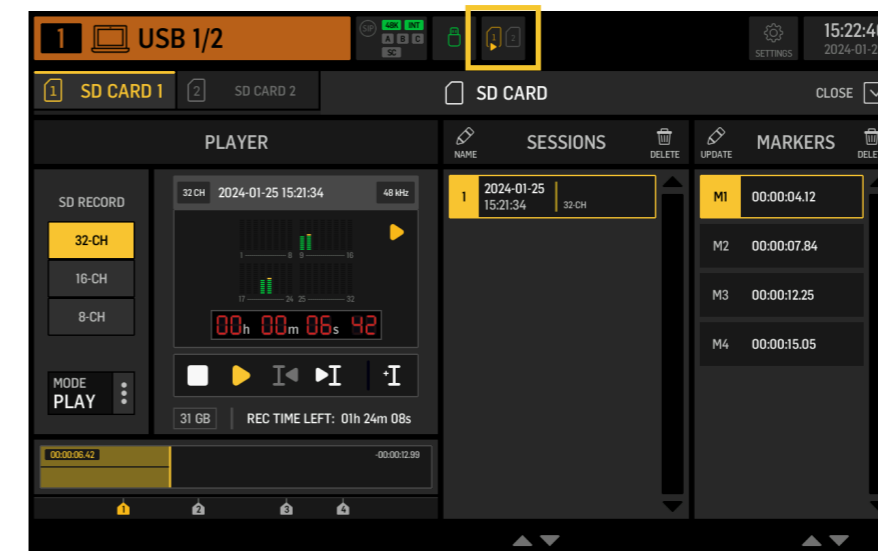 1 USB 1/2
SIP 48K INT
A B C
SC
1 2
SETTINGS
15:22:4
2024-01-2
1 SD CARD 1
2 SD CARD 2
SD CARD
CLOSE
PLAYER
NAME
SESSIONS
DELETE
UPDATE
MARKERS
DELE
SD RECORD
32-CH
16-CH
8-CH
MODE
PLAY
32 CH 2024-01-25 15:21:34 48 kHz
1 8 9 16
17 24 25 32
00h 00m 06s 42
31 GB REC TIME LEFT: 01h 24m 08s
00:00:06.42 -00:00:12.99
1 2 3 4
1 2024-01-25
15:21:34 32-CH
M1 00:00:04.12
M2 00:00:07.84
M3 00:00:12.25
M4 00:00:15.05